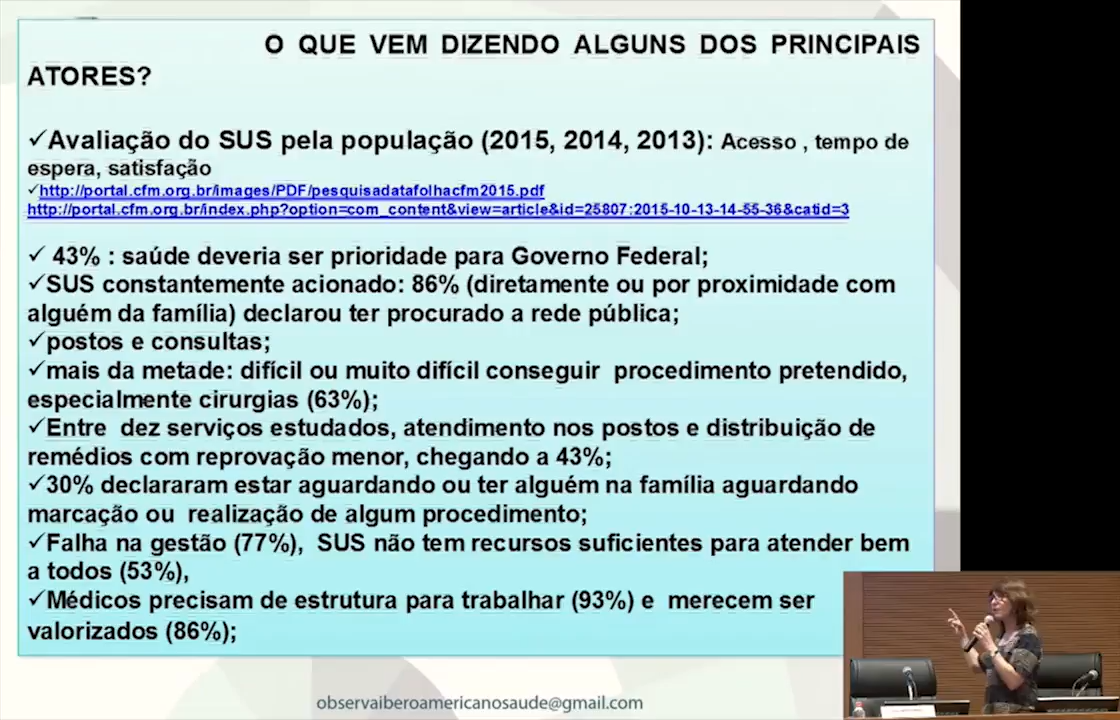 O QUE VEM DIZENDO ALGUNS DOS PRINCIPAIS
ATORES?
✓Avaliação do SUS pela população (2015, 2014, 2013): Acesso , tempo de
espera, satisfação
✓http://portal.cfm.org.br/images/PDF/pesquisadatafolhacfm2015.pdf
http://portal.cfm.org.br/index.php?option=com_content&view=article&id=25807:2015-10-13-14-55-36&catid=3
✓ 43% : saúde deveria ser prioridade para Governo Federal;
✓SUS constantemente acionado: 86% (diretamente ou por proximidade com
alguém da família) declarou ter procurado a rede pública;
✓postos e consultas;
✓mais da metade: difícil ou muito difícil conseguir procedimento pretendido,
especialmente cirurgias (63%);
✓Entre dez serviços estudados, atendimento nos postos e distribuição de
remédios com reprovação menor, chegando a 43%;
✓30% declararam estar aguardando ou ter alguém na família aguardando
marcação ou realização de algum procedimento;
✓Falha na gestão (77%), SUS não tem recursos suficientes para atender bem
a todos (53%),
✓Médicos precisam de estrutura para trabalhar (93%) e merecem ser
valorizados (86%);
observaiberoamericanosaude@gmail.com